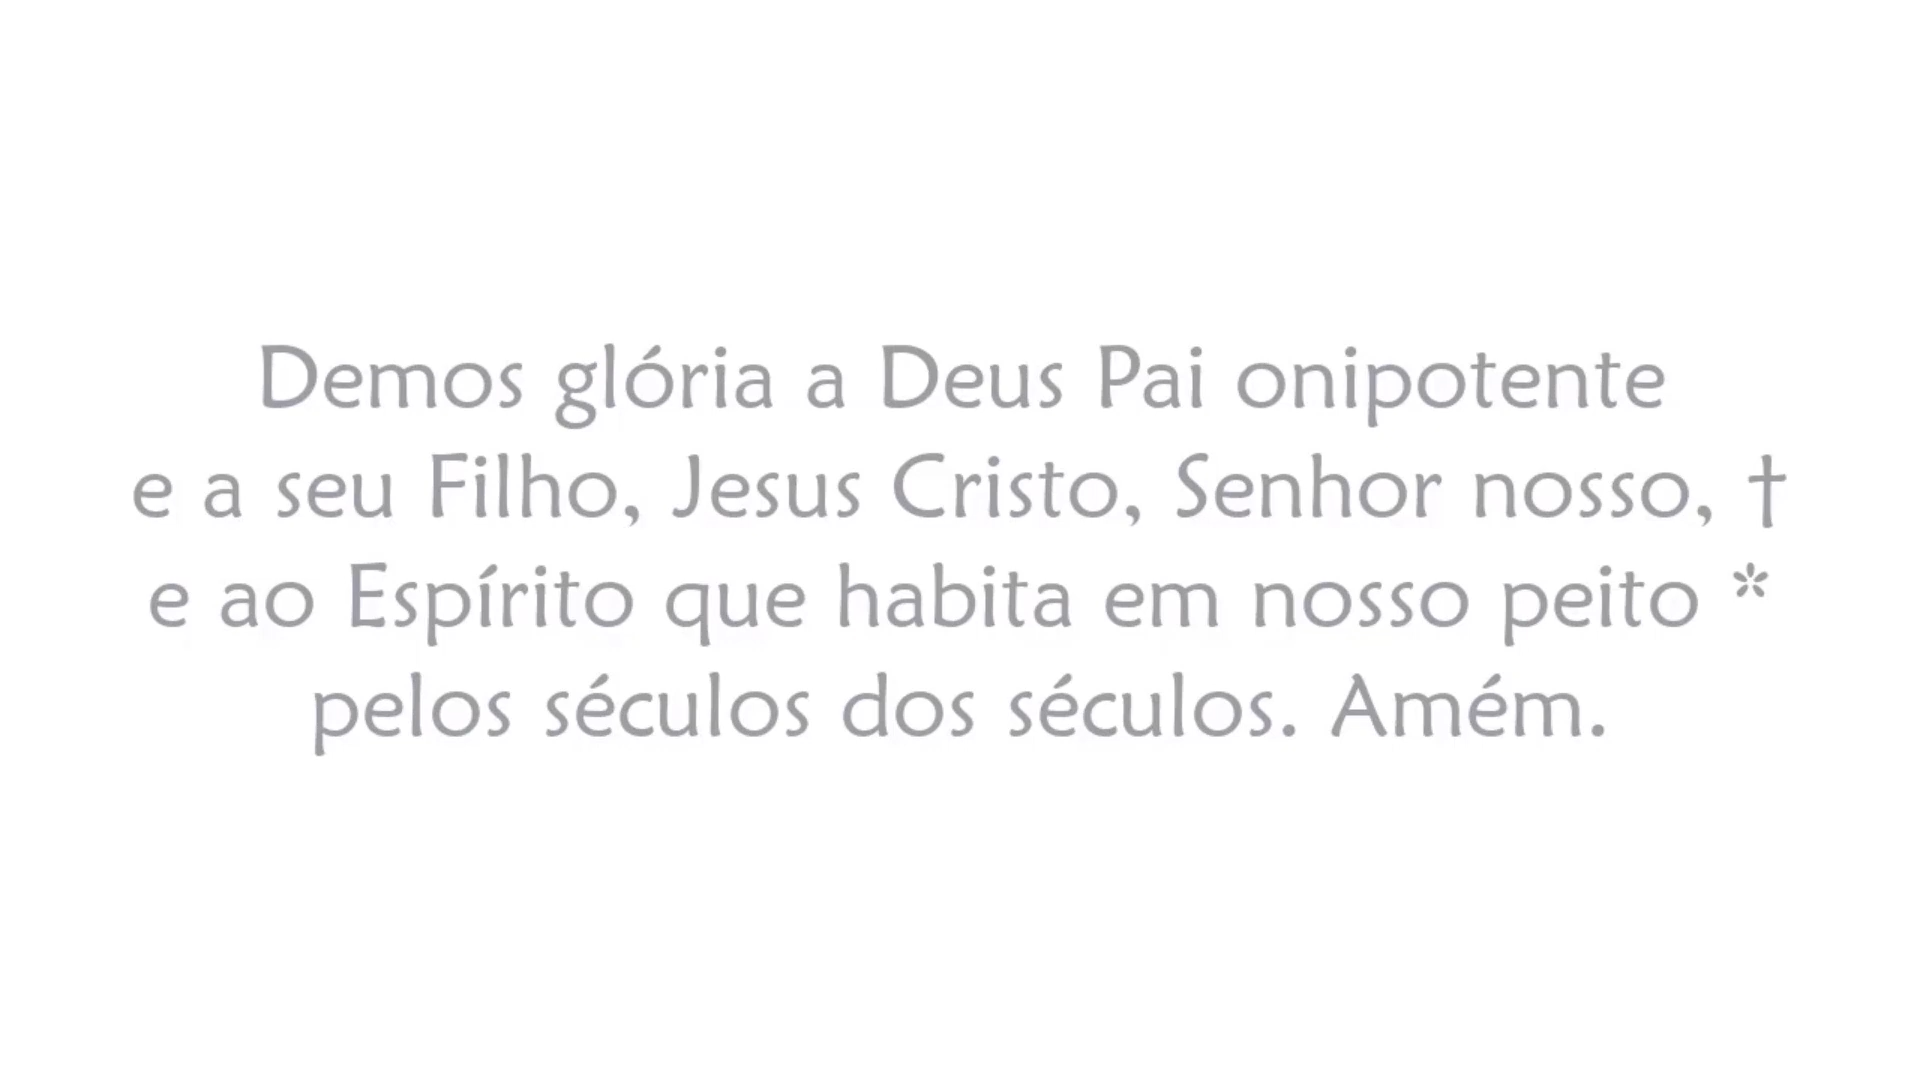 Demos glória a Deus Pai onipotente
e a seu Filho, Jesus Cristo, Senhor nosso, †
e ao Espírito que habita em nosso peito *
pelos séculos dos séculos. Amém.